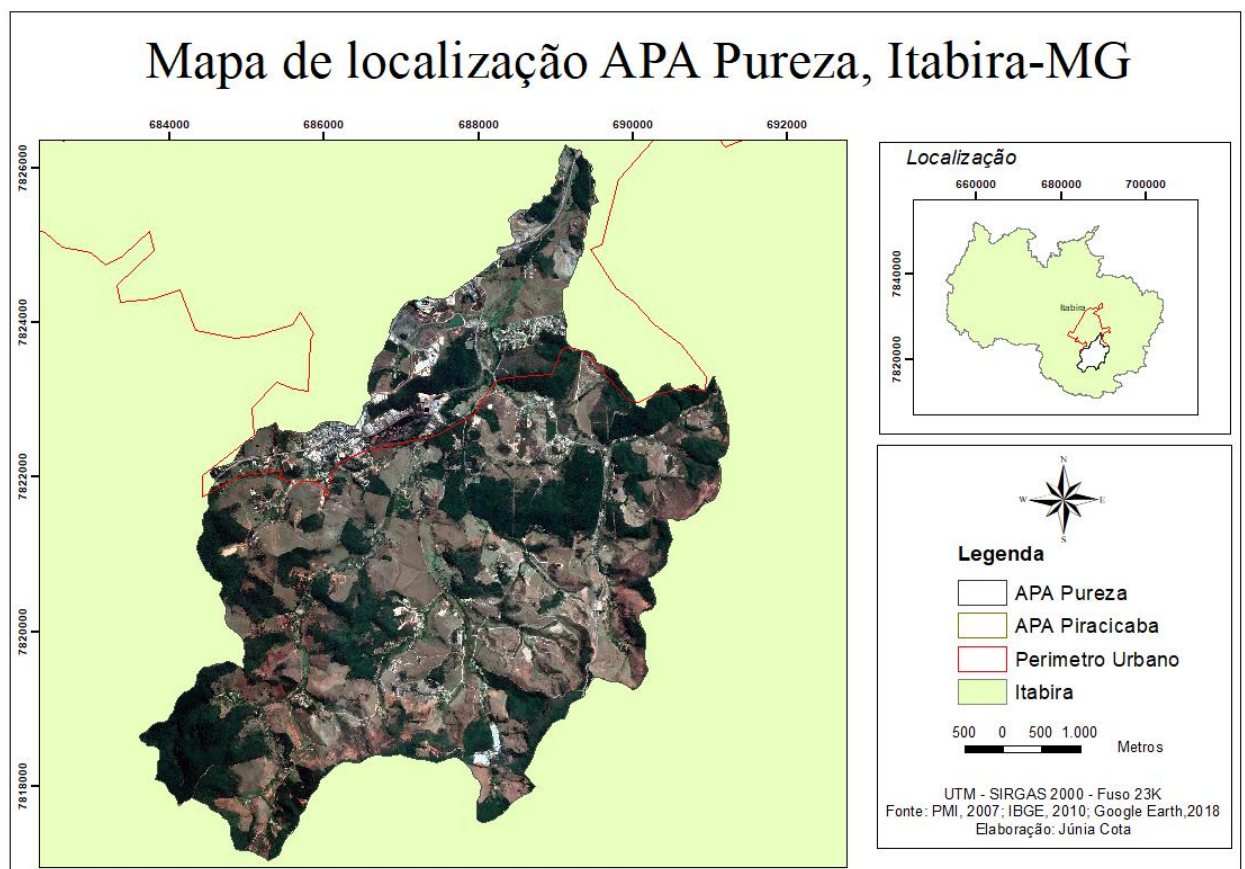 Mapa de localização APA Pureza, Itabira-MG
684000 686000 688000 690000 692000
7826000
7824000
7822000
7820000
7818000
Localização
660000 680000 700000
7840000
7820000
Itabira
N
W E
S
Legenda
APA Pureza
APA Piracicaba
Perimetro Urbano
Itabira
500 0 500 1.000
Metros
UTM - SIRGAS 2000 - Fuso 23K
Fonte: PMI, 2007; IBGE, 2010; Google Earth,2018
Elaboração: Júnia Cota